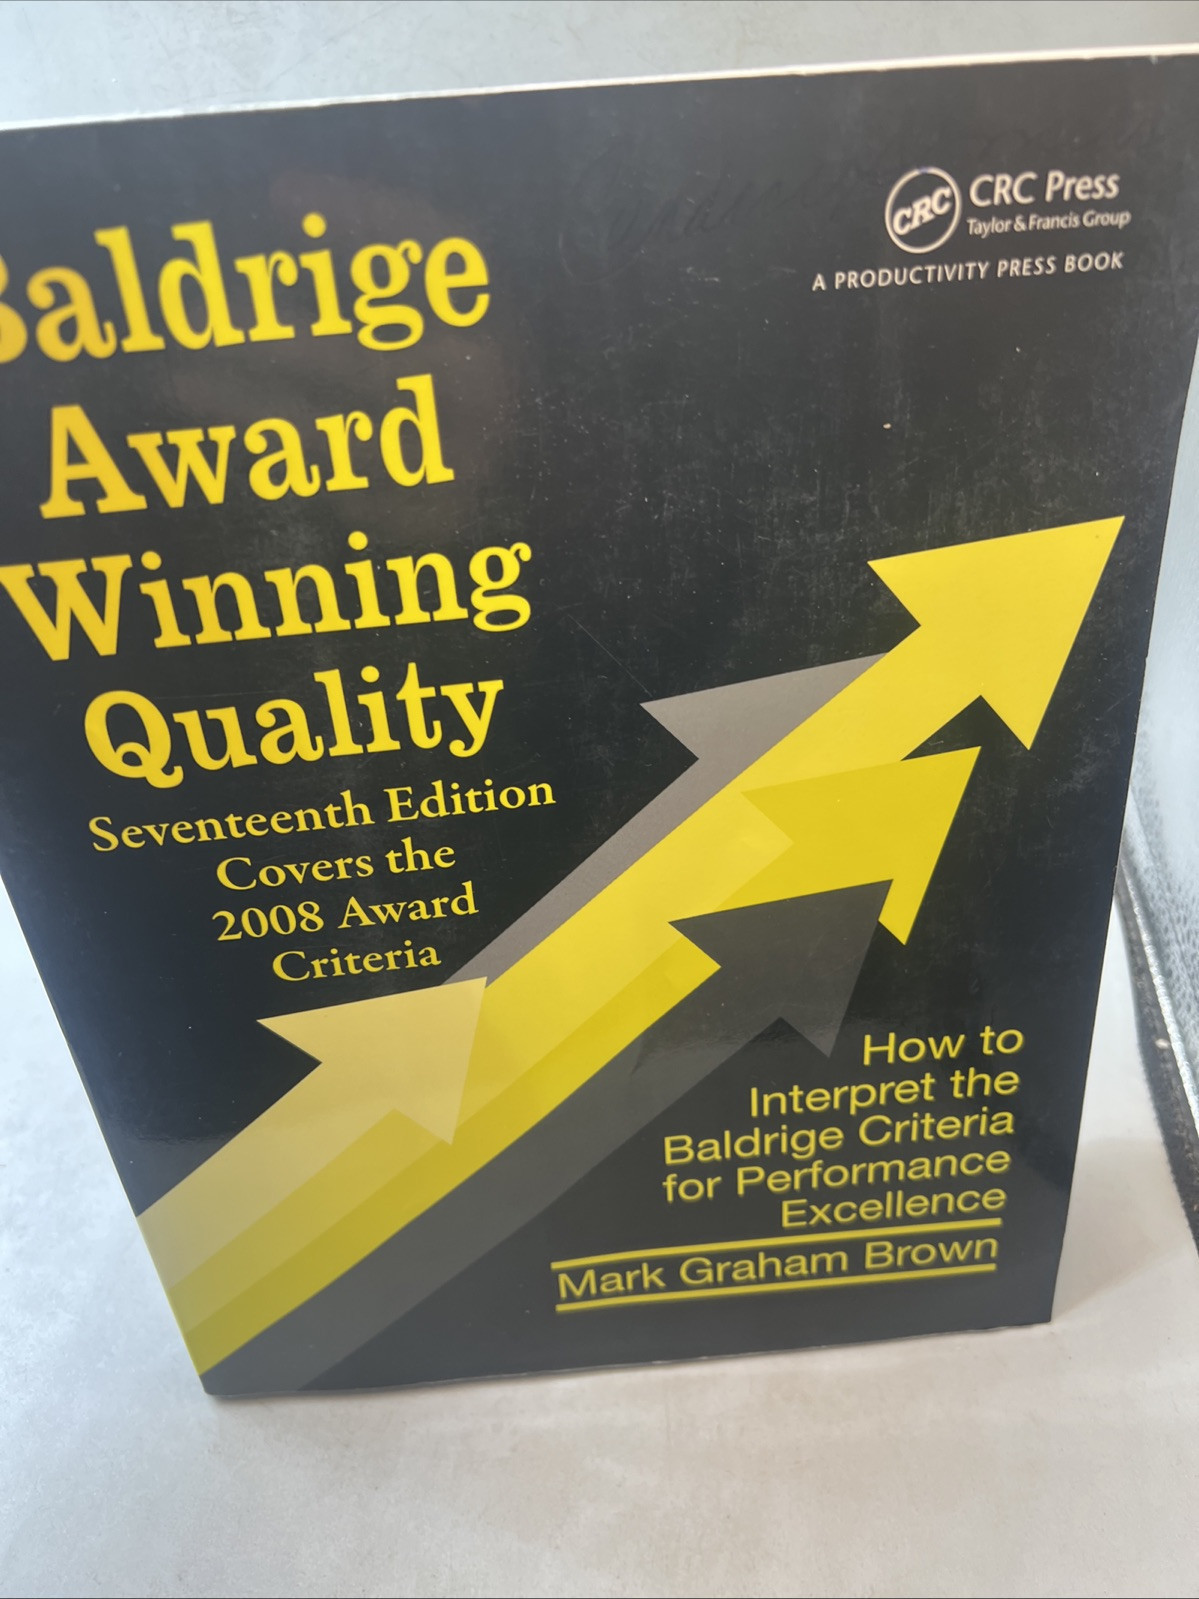 Baldrige
Award
Winning
Quality
Seventeenth Edition
Covers the
2008 Award
Criteria
CRC
CRC Press
Taylor & Francis Group
A PRODUCTIVITY PRESS BOOK
How to
Interpret the
Baldrige Criteria
for Performance
Excellence
Mark Graham Brown